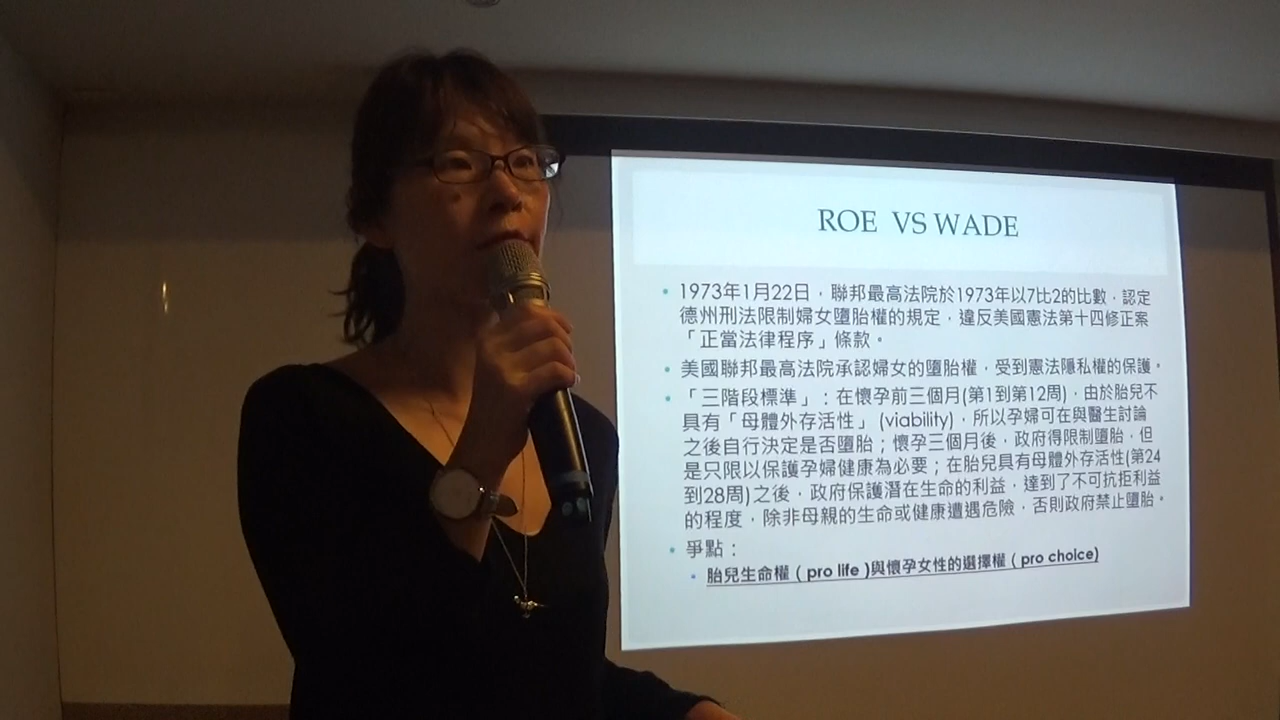 ROE VS WADE
• 1973年1月22日，聯邦最高法院於1973年以7比2的比數，認定
德州刑法限制婦女墮胎權的規定，違反美國憲法第十四修正案
「正當法律程序」條款。
• 美國聯邦最高法院承認婦女的墮胎權，受到憲法隱私權的保護。
• 「三階段標準」：在懷孕前三個月(第1到第12周)，由於胎兒不
具有「母體外存活性」(viability)，所以孕婦可在與醫生討論
之後自行決定是否墮胎；懷孕三個月後，政府得限制墮胎，但
是只限以保護孕婦健康為必要；在胎兒具有母體外存活性(第24
到28周)之後，政府保護潛在生命的利益，達到了不可抗拒利益
的程度，除非母親的生命或健康遭遇危險，否則政府禁止墮胎。
• 爭點：
• 胎兒生命權（pro life )與懷孕女性的選擇權（pro choice)